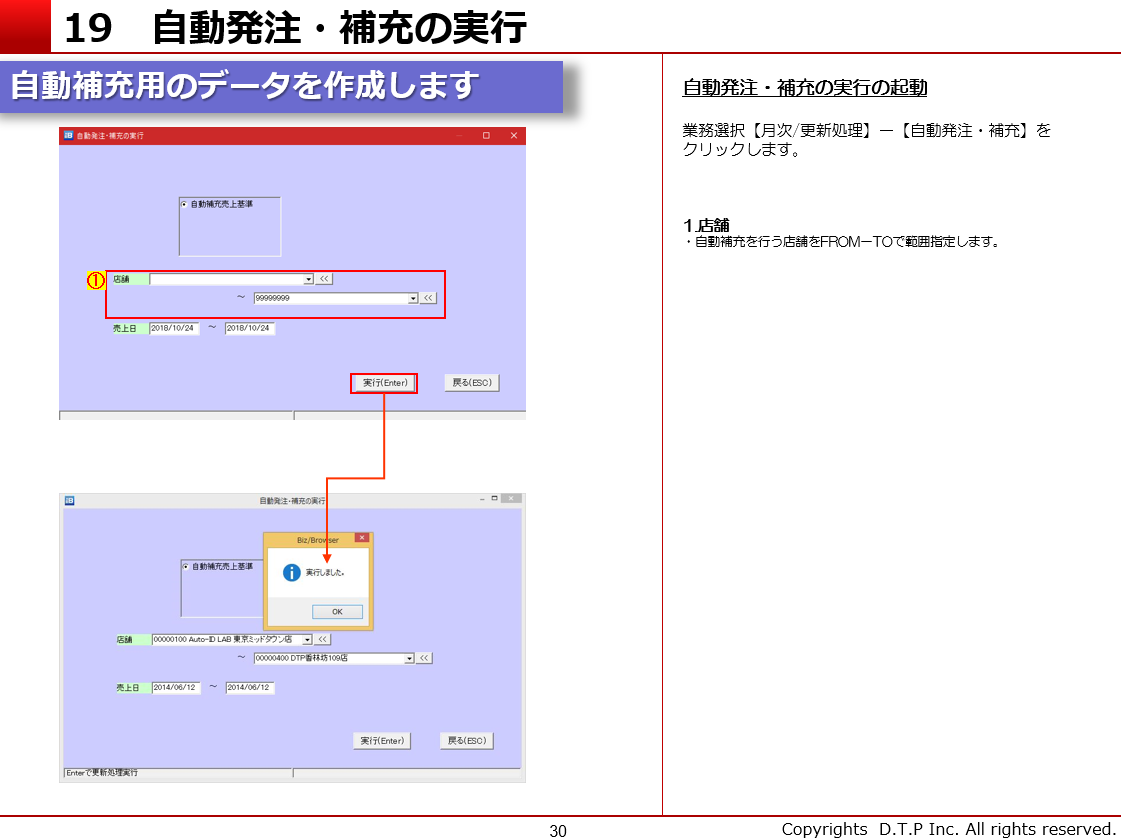 19　自動発注・補充の実行
自動補充用のデータを作成します
自動発注・補充の実行
自動補充売上基準
① 店舗 <<
～ 99999999 <<
売上日 2018/10/24 ～ 2018/10/24
実行(Enter) 戻る(ESC)
自動発注・補充の実行
Biz/Browser
自動補充売上基準
実行しました。
OK
店舗 00000100 Auto-ID LAB 東京ミッドタウン店 <<
～ 00000400 DTP香林坊109店 <<
売上日 2014/06/12 ～ 2014/06/12
実行(Enter) 戻る(ESC)
Enterで更新処理実行
自動発注・補充の実行の起動
業務選択【月次/更新処理】－【自動発注・補充】を
クリックします。
1.店舗
・自動補充を行う店舗をFROM－TOで範囲指定します。
30
Copyrights D.T.P Inc. All rights reserved.